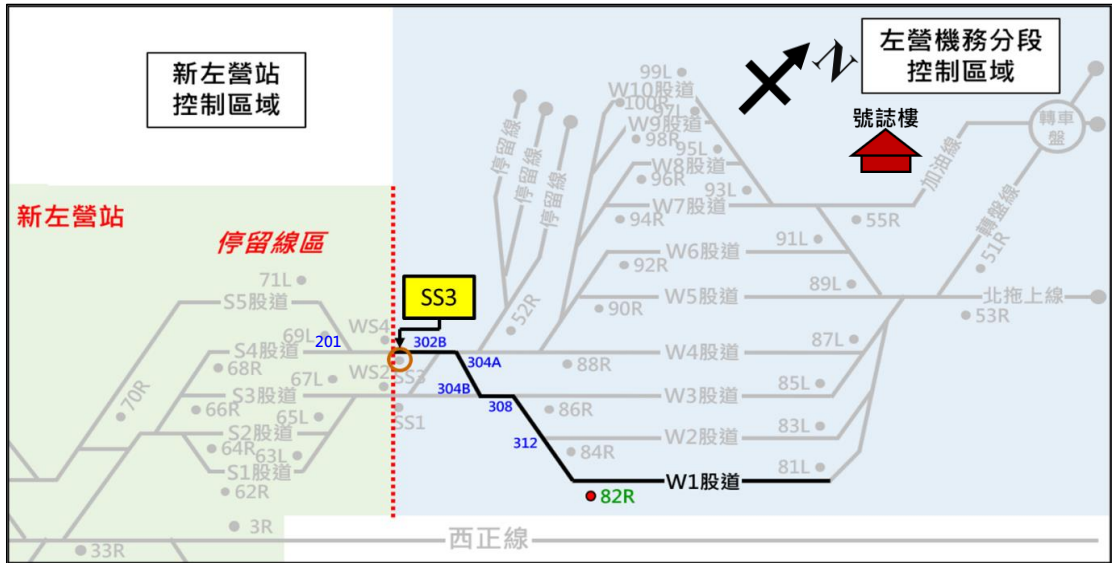 新左營站
控制區域
左營機務分段
控制區域
N
號誌樓
轉車
盤
加油線
轉盤線
51R
55R
53R
北拖上線
99L
W10股道
100R
97L
W9股道
98R
95L
W8股道
96R
93L
W7股道
94R
91L
W6股道
92R
89L
W5股道
90R
停留線
停留線
停留線
52R
新左營站
停留線區
71L
S5股道
SS3
69L
201
WS4
302B
87L
S4股道
304A
W4股道
68R
88R
67L
WS2
SS3
85L
S3股道
304B
308
W3股道
70R
66R
65L
SS1
86R
83L
S2股道
312
W2股道
64R
63L
84R
81L
S1股道
W1股道
62R
82R
3R
西正線
33R